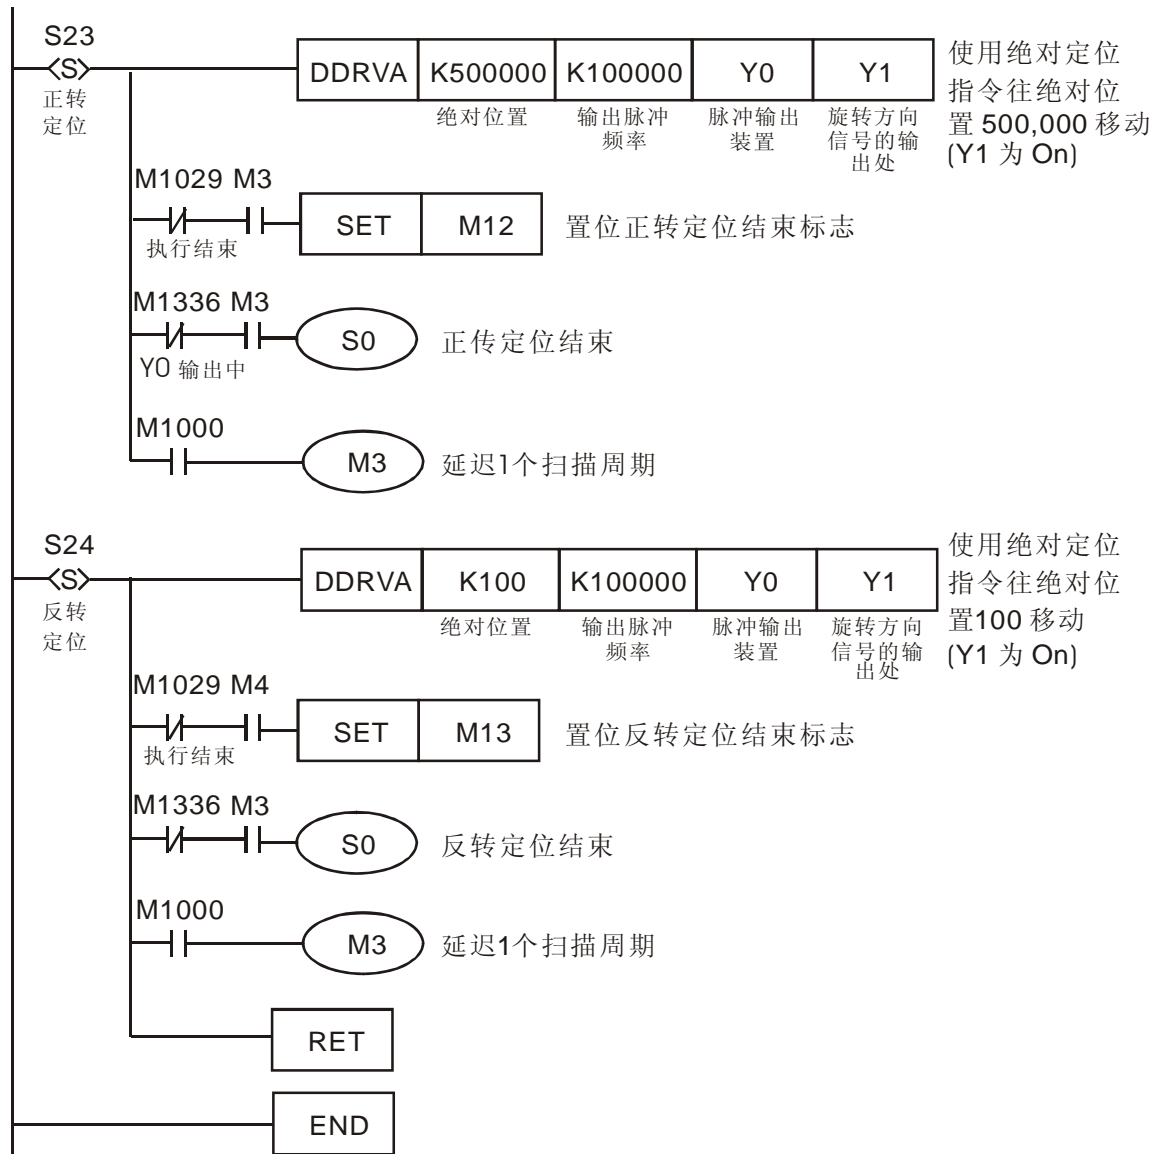 S23
S
正转
定位
DDRVA K500000 K100000 Y0 Y1
绝对位置 输出脉冲 脉冲输出 旋转方向
频率 装置 信号的输
出处
使用绝对定位
指令往绝对位
置 500,000 移动
(Y1 为 On)
M1029 M3
执行结束
SET M12 置位正转定位结束标志
M1336 M3
Y0 输出中
S0 正传定位结束
M1000
M3 延迟1个扫描周期
S24
S
反转
定位
DDRVA K100 K100000 Y0 Y1
绝对位置 输出脉冲 脉冲输出 旋转方向
频率 装置 信号的输
出处
使用绝对定位
指令往绝对位
置100 移动
(Y1 为 On)
M1029 M4
执行结束
SET M13 置位反转定位结束标志
M1336 M3
S0 反转定位结束
M1000
M3 延迟1个扫描周期
RET
END